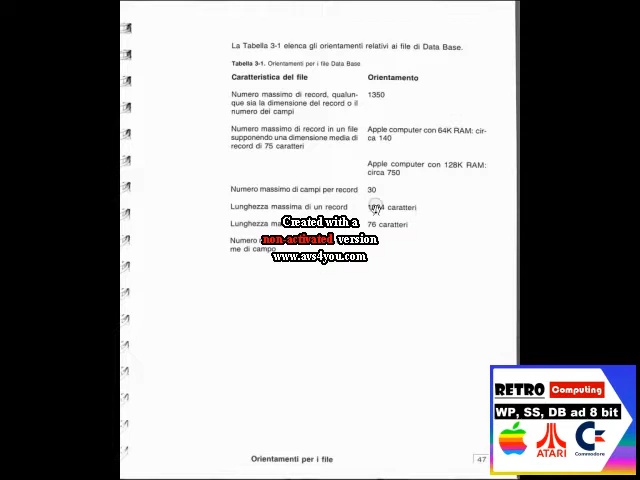 La Tabella 3-1 elenca gli orientamenti relativi ai file di Data Base.
Tabella 3-1. Orientamenti per i file Data Base
Caratteristica del file Orientamento
Numero massimo di record, qualun- 1350
que sia la dimensione del record o il
numero dei campi
Numero massimo di record in un file Apple computer con 64K RAM: cir-
supponendo una dimensione media di ca 140
record di 75 caratteri
Apple computer con 128K RAM:
circa 750
Numero massimo di campi per record 30
Lunghezza massima di un record caratteri
Lunghezza 76 caratteri
Numero
me di campo
Created with a
non-activated version
www.avs4you.com
RETRO Computing
WP, SS, DB ad 8 bit
ATARI
Commodore
Orientamenti per i file 47